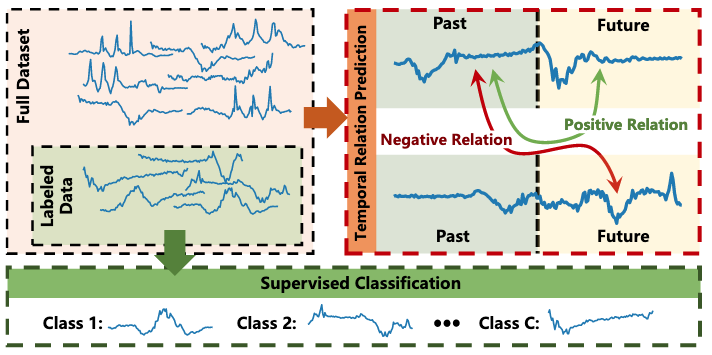 Full Dataset
Labeled
Data
Temporal Relation Prediction
Past
Future
Positive Relation
Negative Relation
Past
Future
Supervised Classification
Class 1:
Class 2:
•••
Class C: